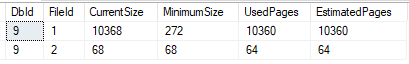 DbId FileId CurrentSize MinimumSize UsedPages EstimatedPages
9 1 10368 272 10360 10360
9 2 68 68 64 64